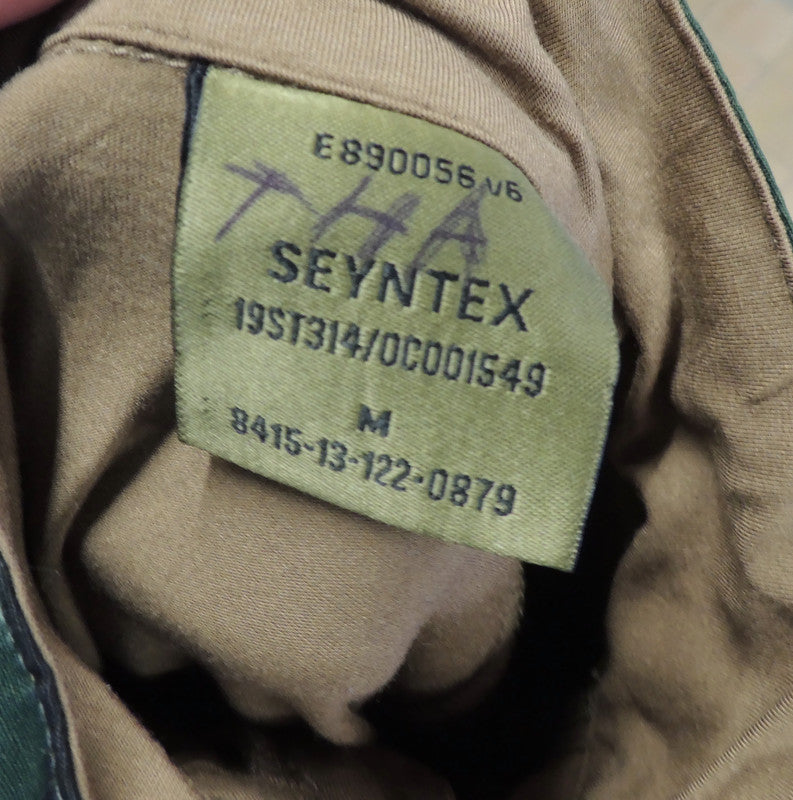 E890056 V6
THA
SEYNTEX
19ST314/0C001549
M
8415-13-122-0879